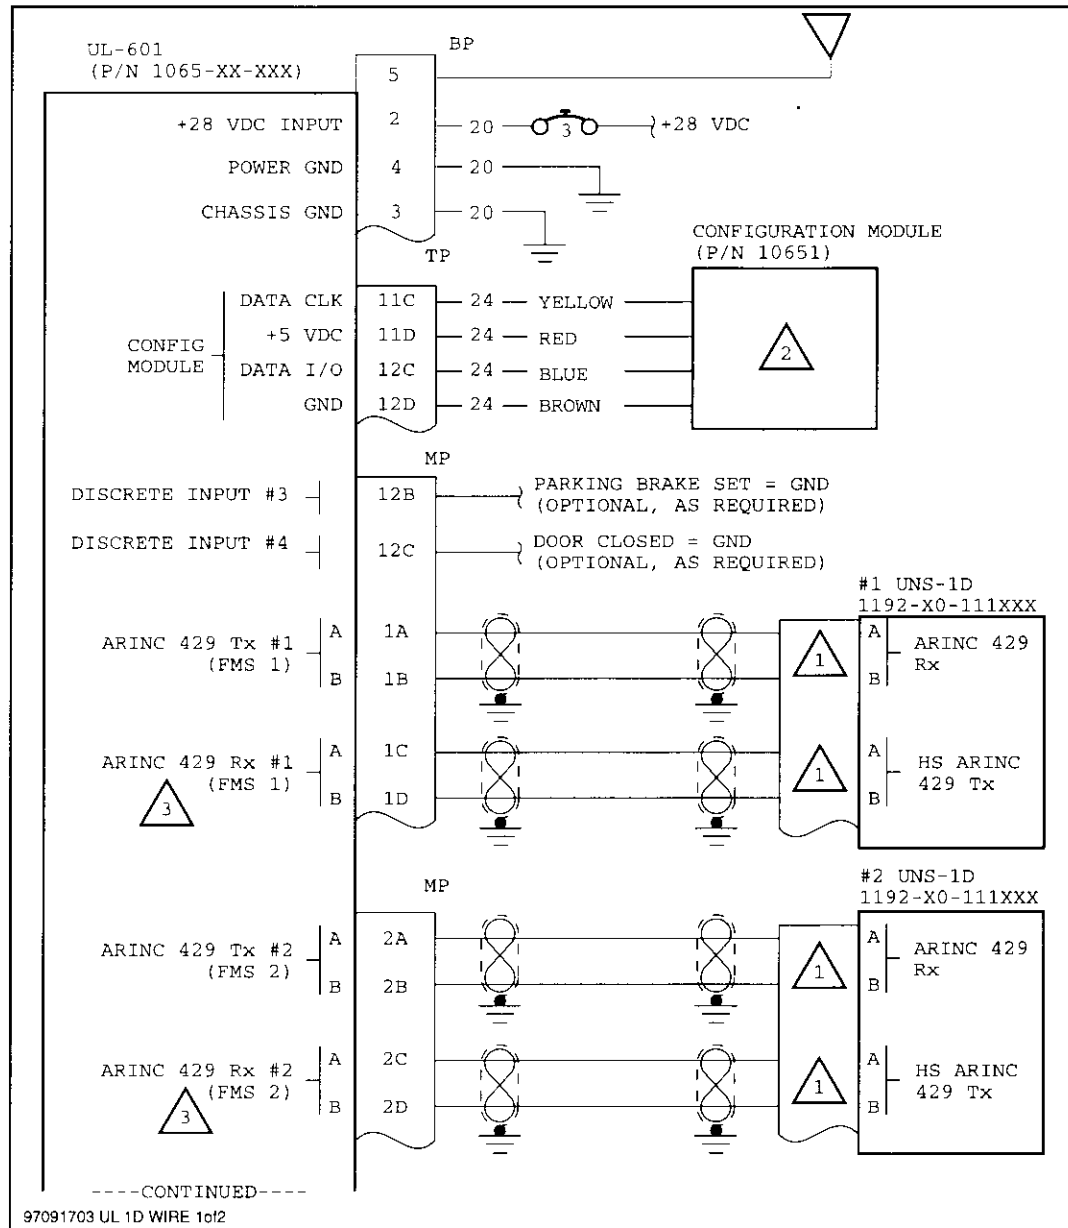 UL-601
(P/N 1065-XX-XXX)
BP
5
+28 VDC INPUT 2 20 3 +28 VDC
POWER GND 4 20
CHASSIS GND 3 20
TP
CONFIGURATION MODULE
(P/N 10651)
CONFIG
MODULE
DATA CLK 11C 24 YELLOW
+5 VDC 11D 24 RED
DATA I/O 12C 24 BLUE
GND 12D 24 BROWN
2
MP
DISCRETE INPUT #3 12B PARKING BRAKE SET = GND
(OPTIONAL, AS REQUIRED)
DISCRETE INPUT #4 12C DOOR CLOSED = GND
(OPTIONAL, AS REQUIRED)
#1 UNS-1D
1192-X0-111XXX
ARINC 429 Tx #1
(FMS 1)
A 1A 1 A
B 1B B
ARINC 429
Rx
ARINC 429 Rx #1
(FMS 1)
3
A 1C 1 A
B 1D B
HS ARINC
429 Tx
MP
#2 UNS-1D
1192-X0-111XXX
ARINC 429 Tx #2
(FMS 2)
A 2A 1 A
B 2B B
ARINC 429
Rx
ARINC 429 Rx #2
(FMS 2)
3
A 2C 1 A
B 2D B
HS ARINC
429 Tx
----CONTINUED----
97091703 UL 1D WIRE 1of2